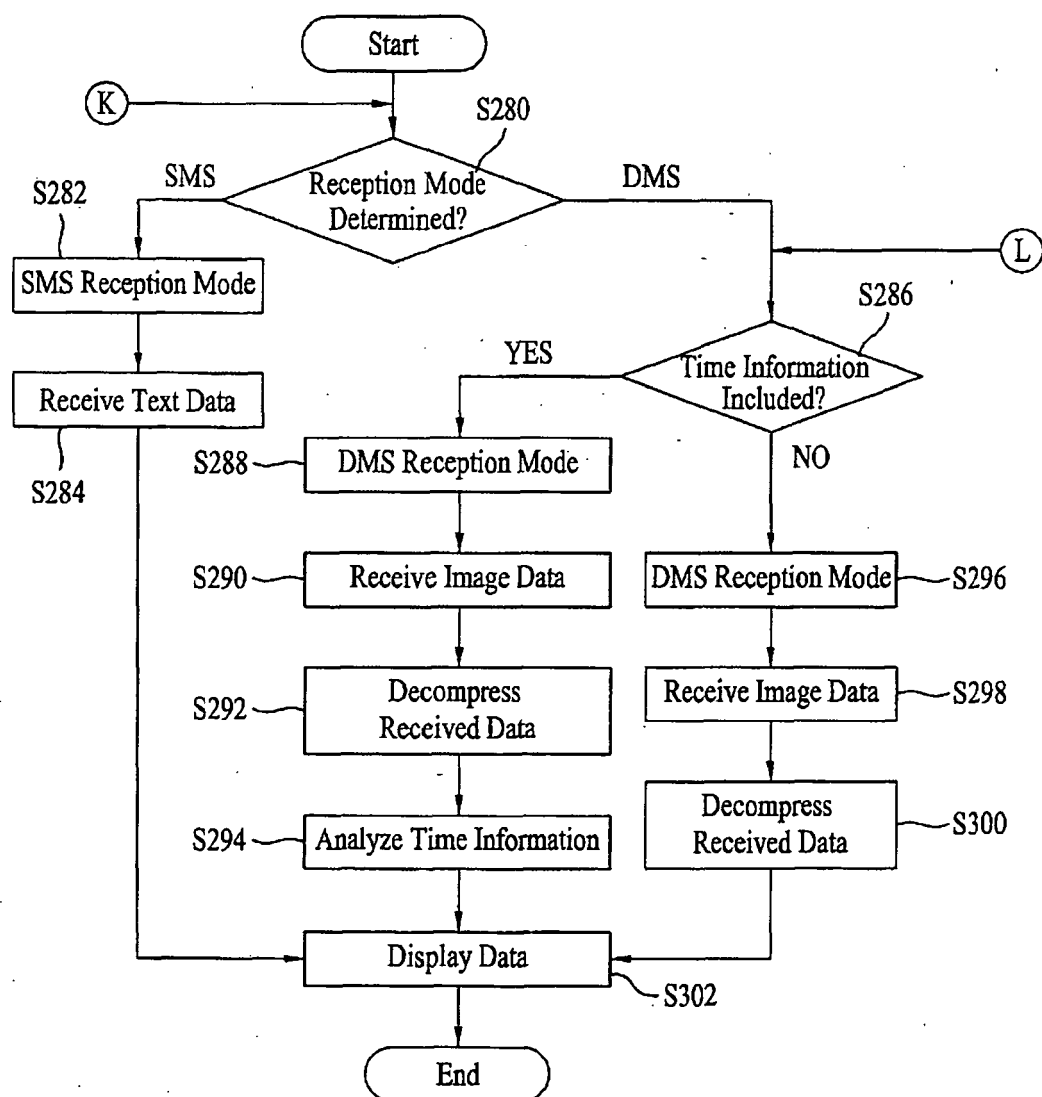 Start
K
S280
SMS
Reception Mode
Determined?
DMS
S282
L
SMS Reception Mode
S286
YES
Time Information
Included?
Receive Text Data
S288
DMS Reception Mode
NO
S284
S290
Receive Image Data
DMS Reception Mode
S296
S292
Decompress
Received Data
Receive Image Data
S298
S294
Analyze Time Information
Decompress
Received Data
S300
Display Data
S302
End